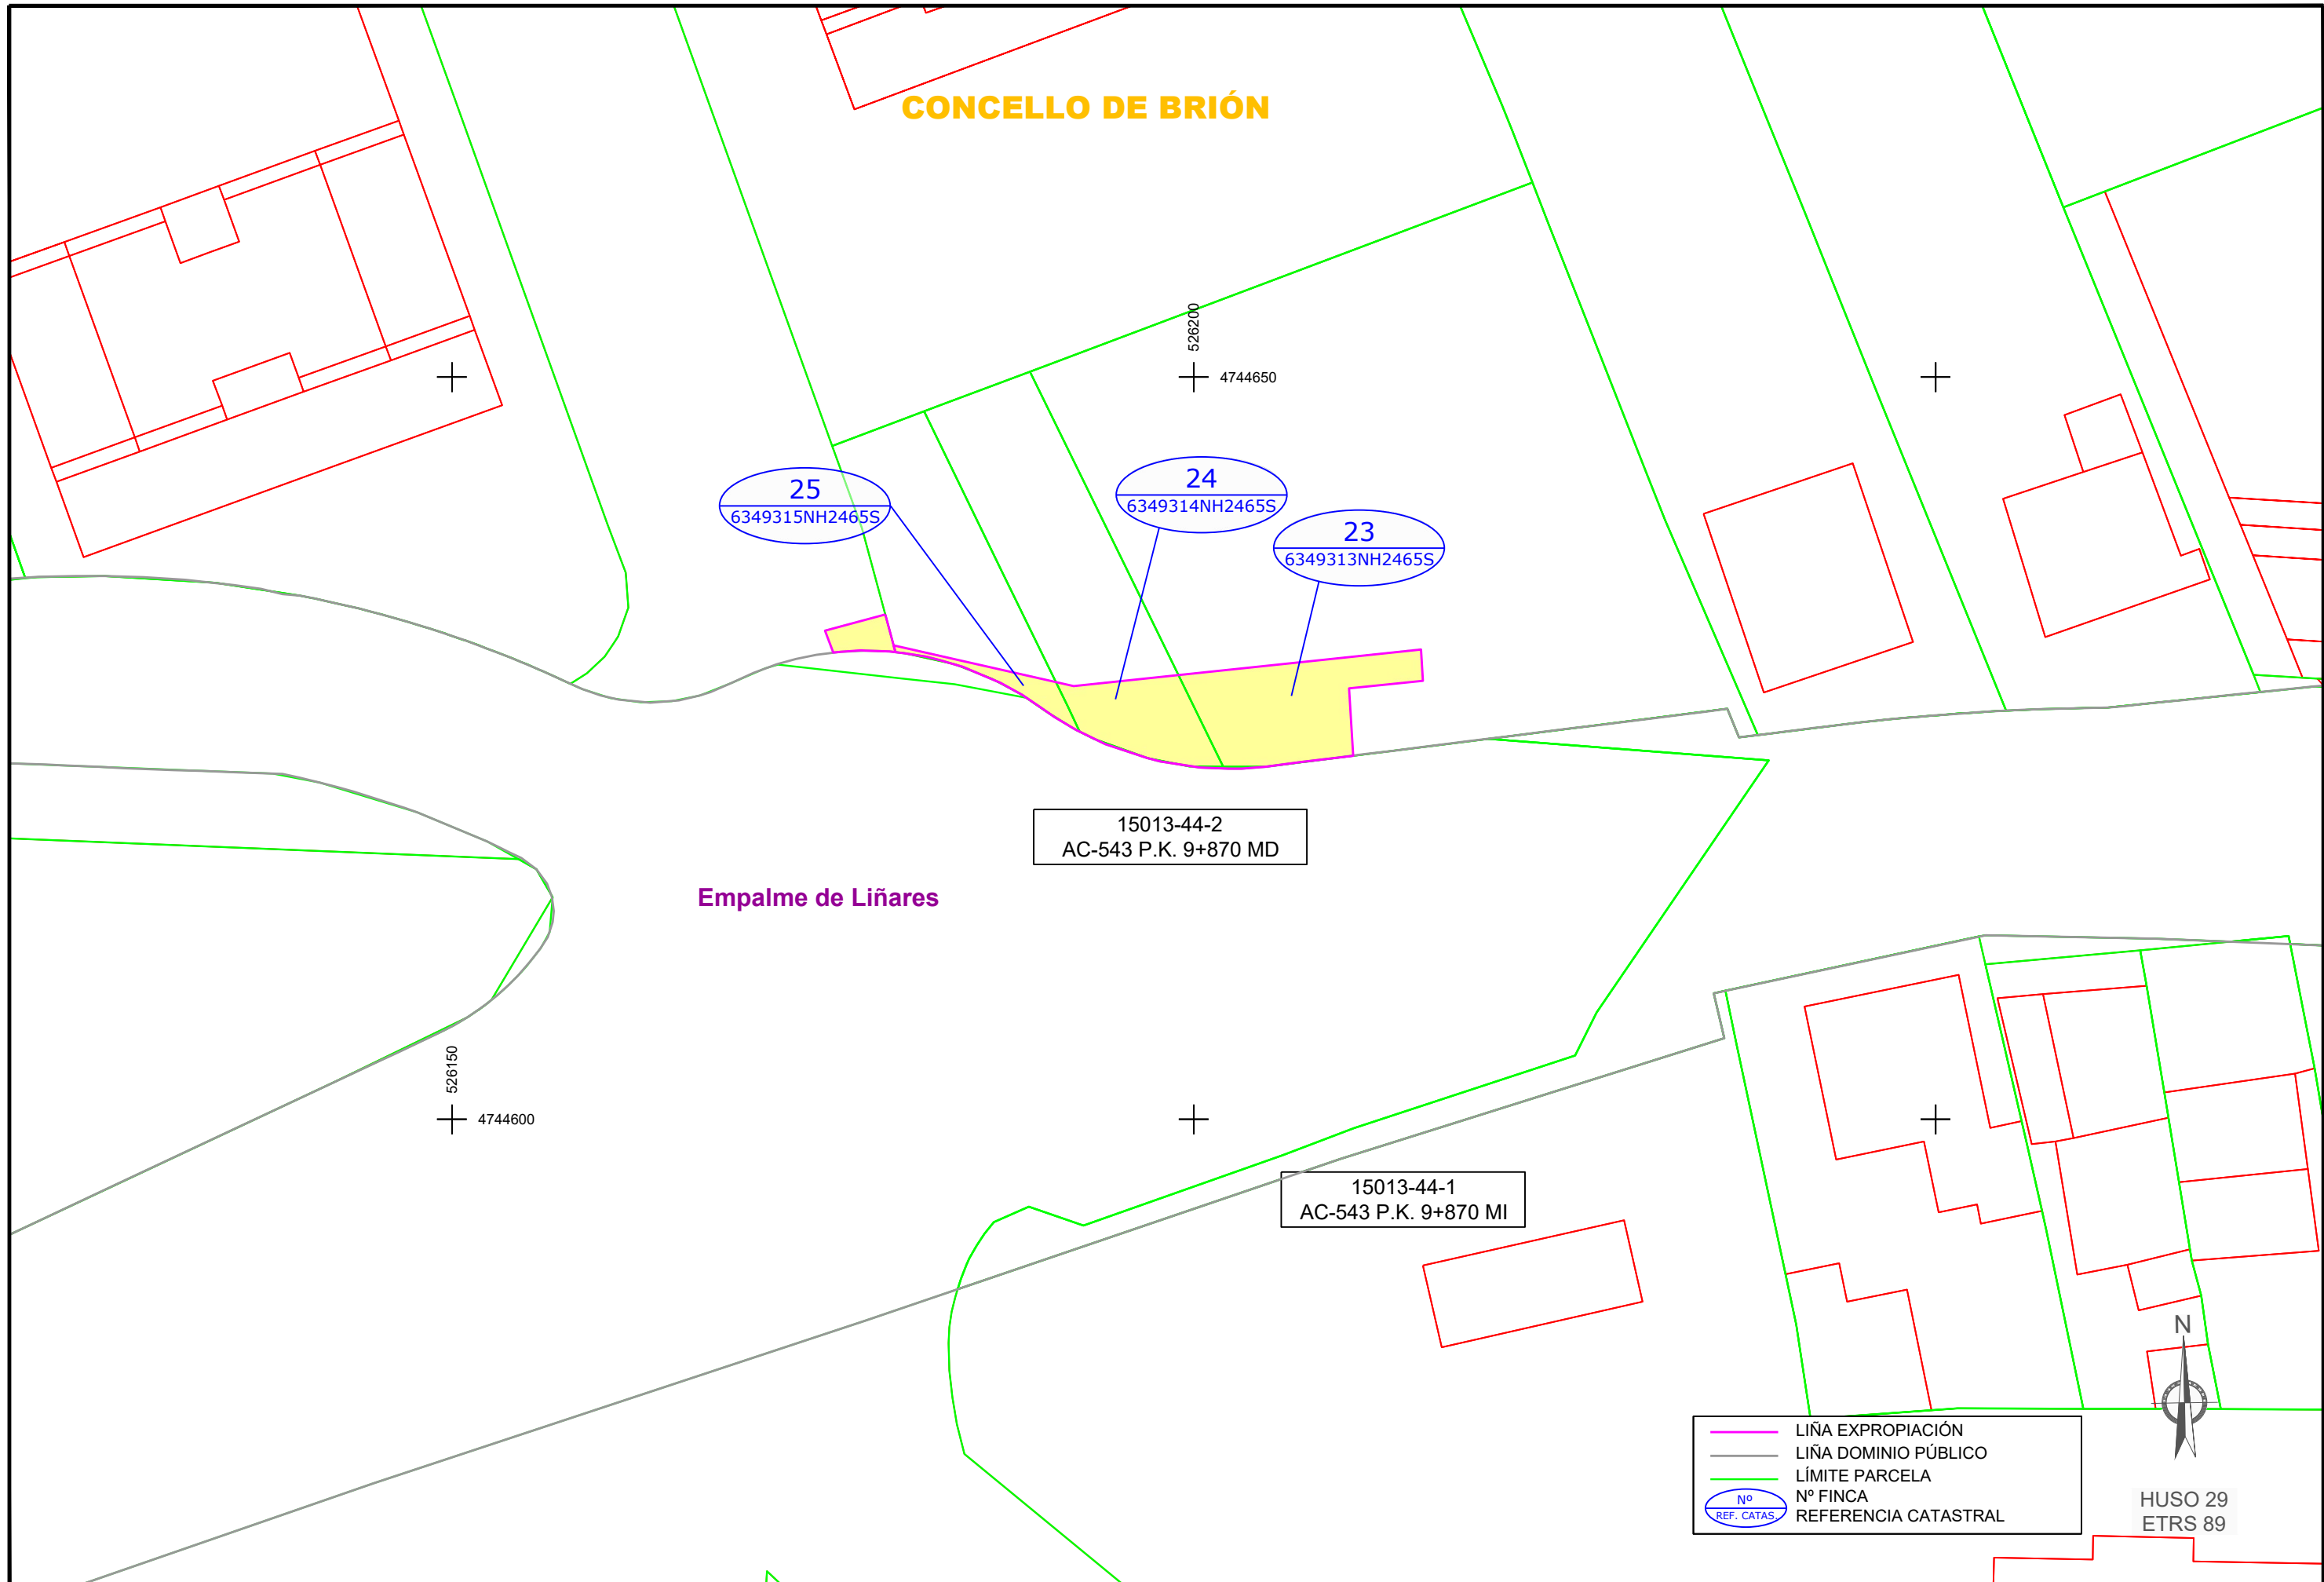 CONCELLO DE BRIÓN
526200
4744650
25
6349315NH2465S
24
6349314NH2465S
23
6349313NH2465S
15013-44-2
AC-543 P.K. 9+870 MD
Empalme de Liñares
526150
4744600
15013-44-1
AC-543 P.K. 9+870 MI
N
LIÑA EXPROPIACIÓN
LIÑA DOMINIO PÚBLICO
LÍMITE PARCELA
Nº
REF. CATAS.
Nº FINCA
REFERENCIA CATASTRAL
HUSO 29
ETRS 89